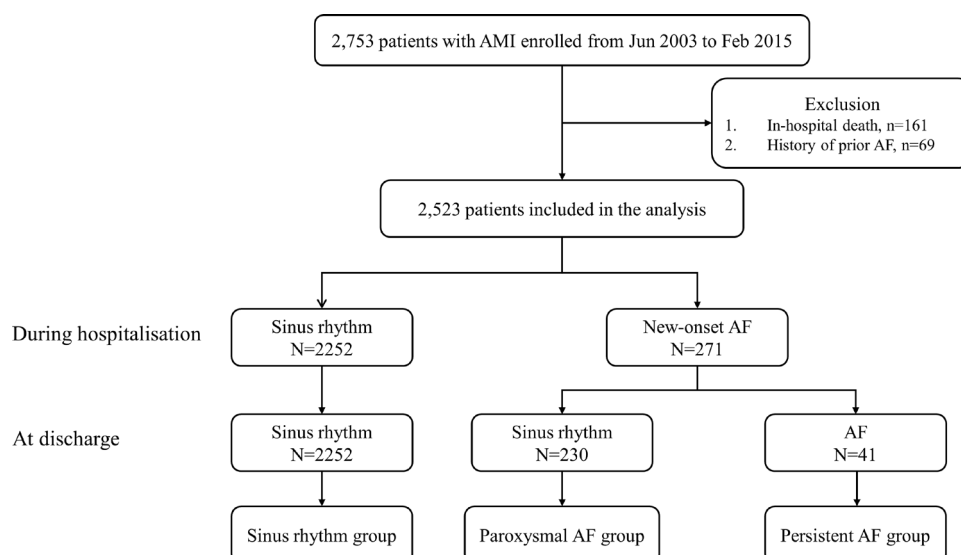 2,753 patients with AMI enrolled from Jun 2003 to Feb 2015
Exclusion
1. In-hospital death, n=161
2. History of prior AF, n=69
2,523 patients included in the analysis
During hospitalisation
Sinus rhythm
N=2252
New-onset AF
N=271
At discharge
Sinus rhythm
N=2252
Sinus rhythm
N=230
AF
N=41
Sinus rhythm group
Paroxysmal AF group
Persistent AF group